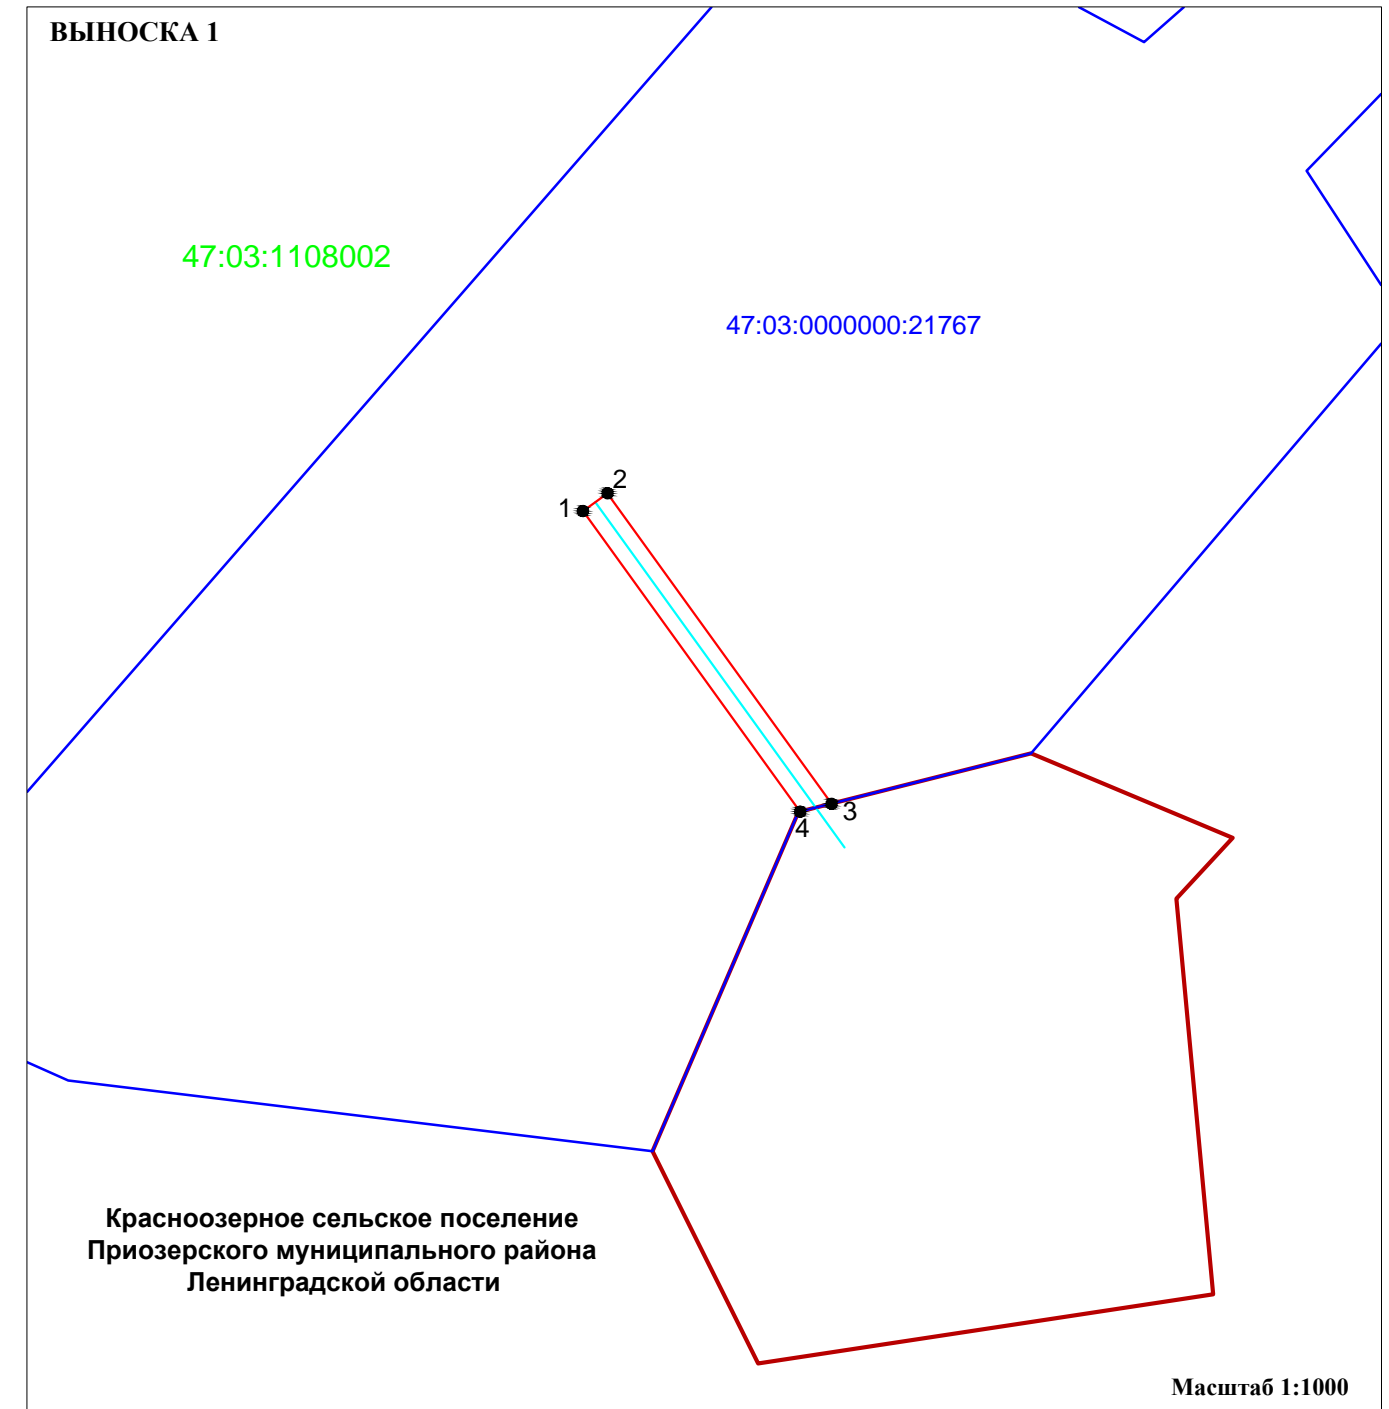 ВЫНОСКА 1
47:03:1108002
47:03:0000000:21767
2
1
3
4
Красноозерное сельское поселение
Приозерского муниципального района
Ленинградской области
Масштаб 1:1000